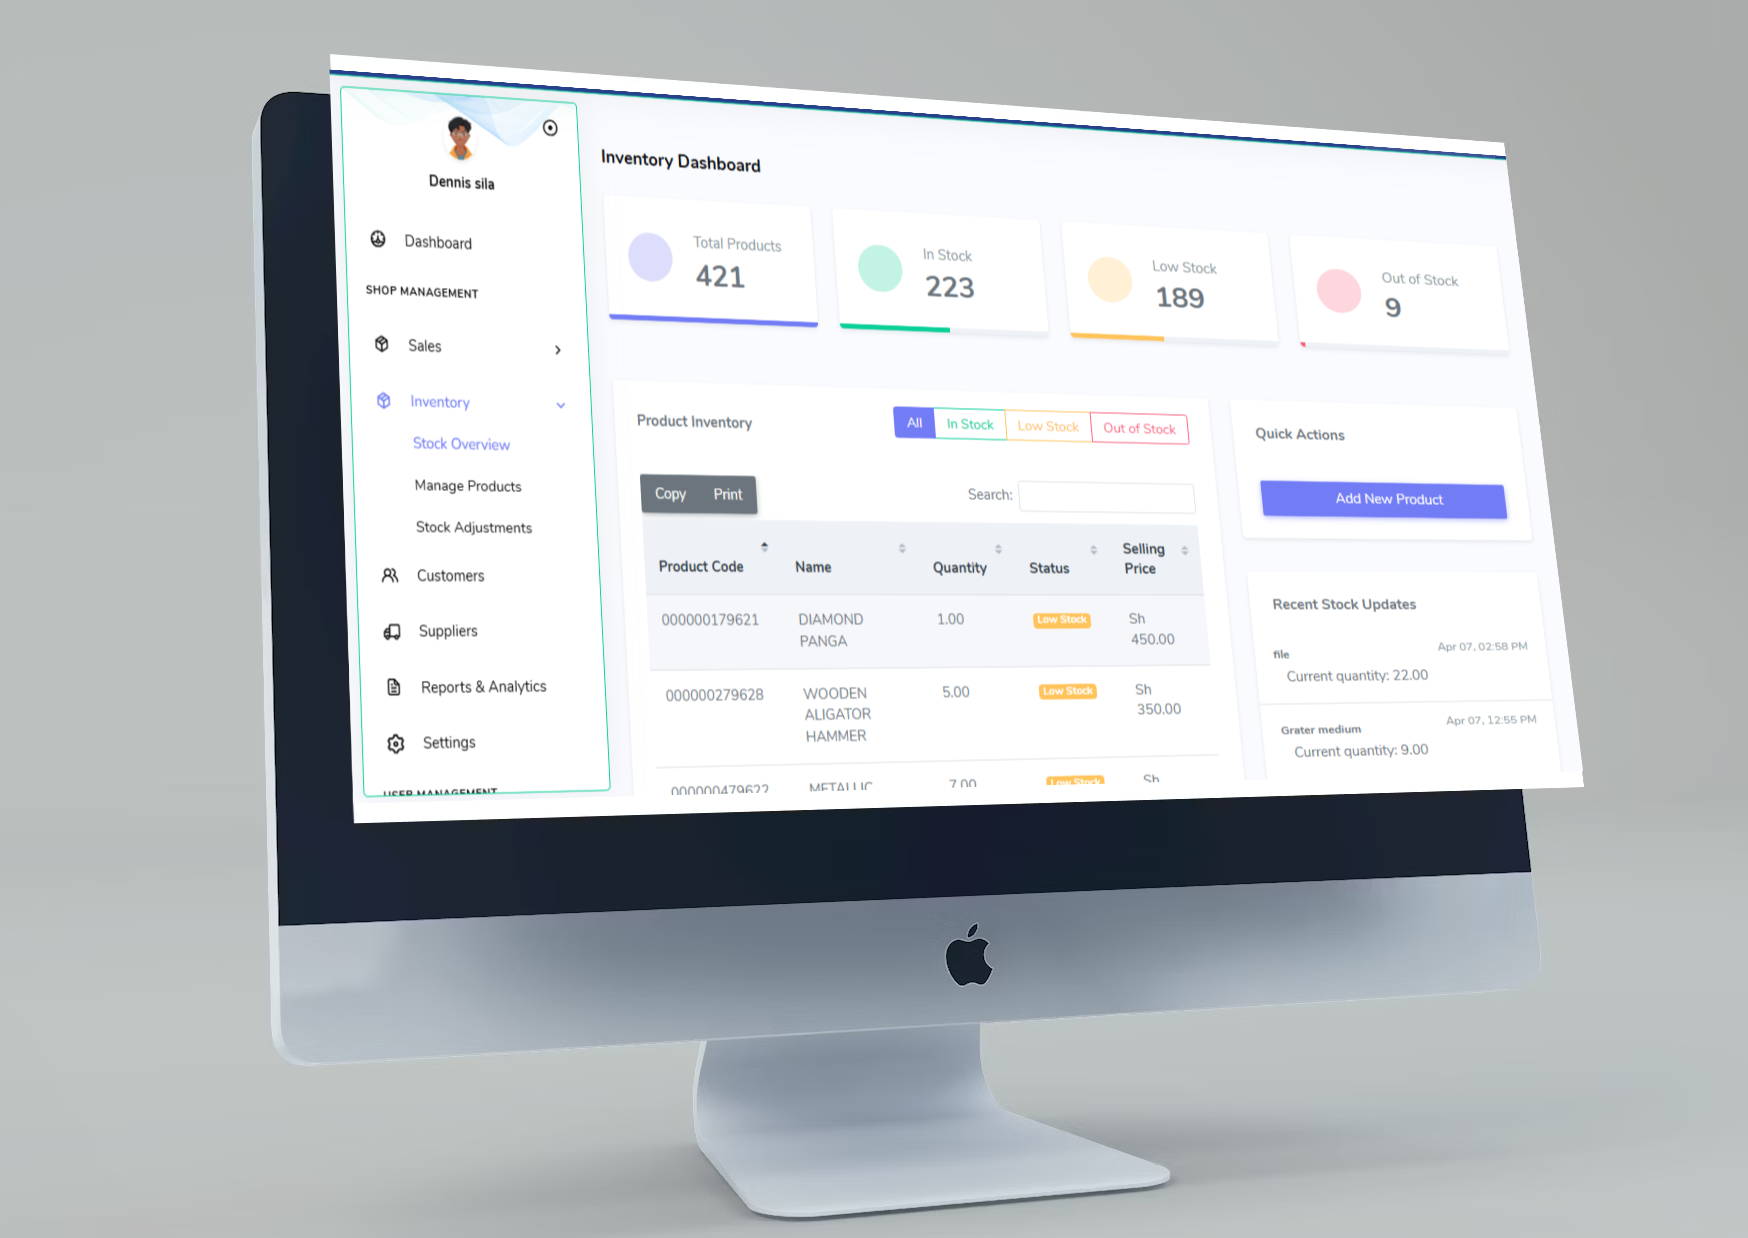 Dennis sila
Dashboard
SHOP MANAGEMENT
Sales
Inventory
Stock Overview
Manage Products
Stock Adjustments
Customers
Suppliers
Reports & Analytics
Settings
USER MANAGEMENT
Inventory Dashboard
Total Products
421
In Stock
223
Low Stock
189
Out of Stock
9
Product Inventory
All In Stock Low Stock Out of Stock
Copy Print
Search:
Product Code Name Quantity Status Selling Price
000000179621 DIAMOND PANGA 1.00 Low Stock Sh 450.00
000000279628 WOODEN ALIGATOR HAMMER 5.00 Low Stock Sh 350.00
000000479622 METALLIC 7.00 Low Stock Sh
Quick Actions
Add New Product
Recent Stock Updates
file
Apr 07, 02:58 PM
Current quantity: 22.00
Grater medium
Apr 07, 12:55 PM
Current quantity: 9.00